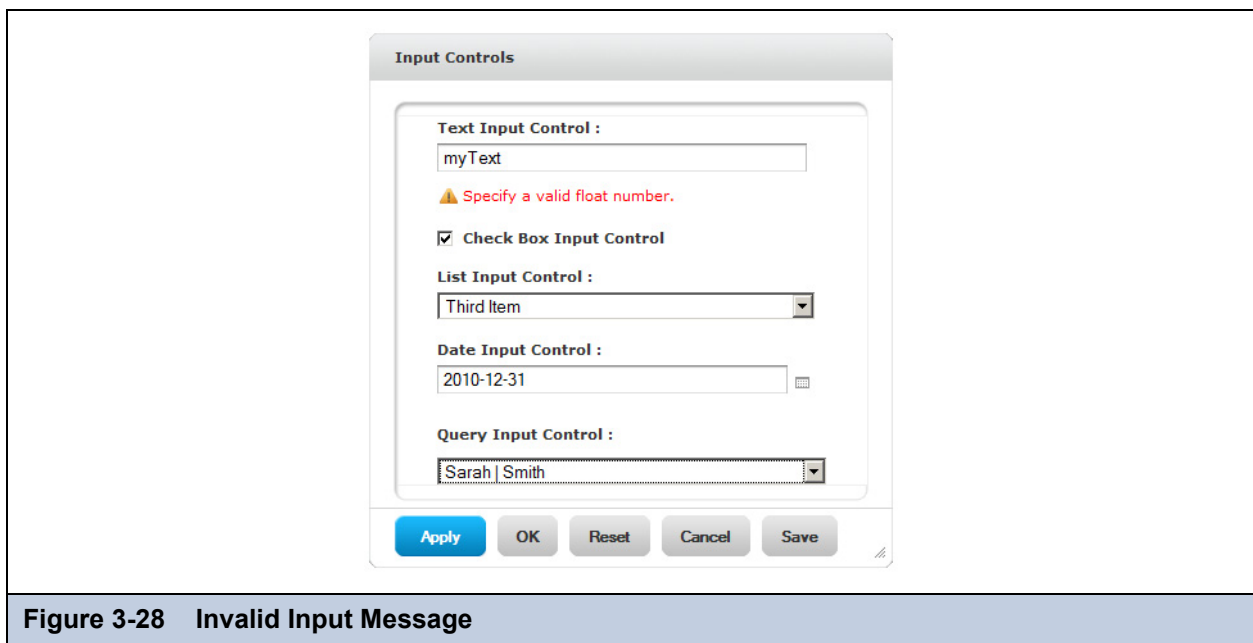 Input Controls
Text Input Control :
myText
Specify a valid float number.
Check Box Input Control
List Input Control :
Third Item
Date Input Control :
2010-12-31
Query Input Control :
Sarah | Smith
Apply OK Reset Cancel Save
Figure 3-28 Invalid Input Message